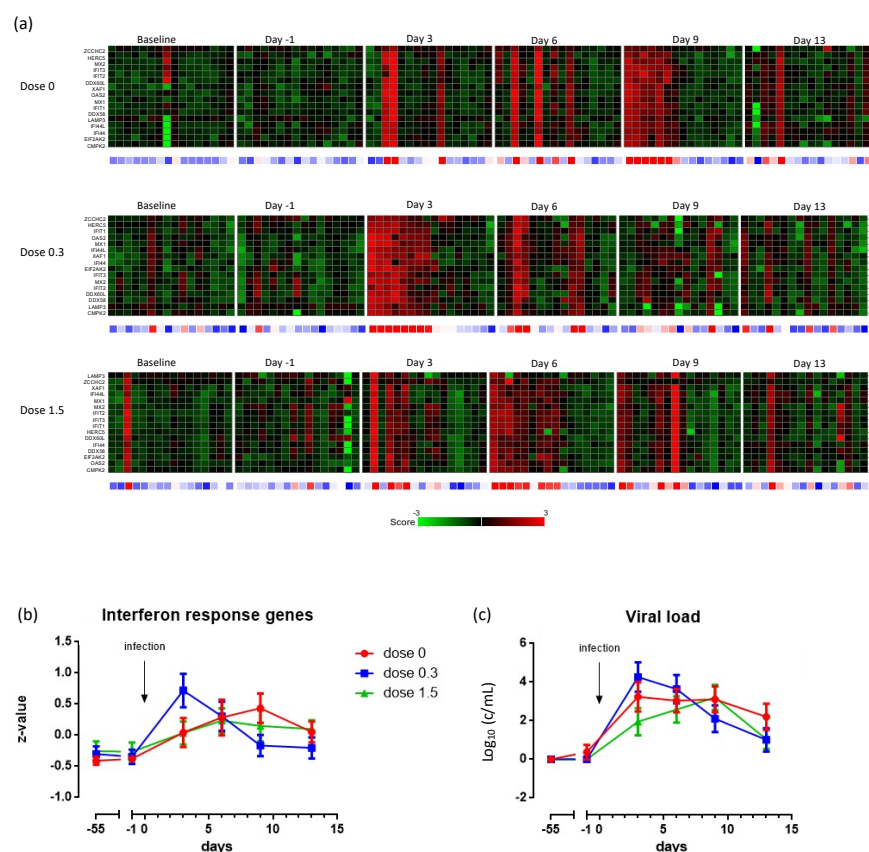 (a)
Baseline Day -1 Day 3 Day 6 Day 9 Day 13
Dose 0
ZCCHC2
HERC5
MX2
IFIT3
IFIT2
DDX60L
XAF1
OAS2
MX1
IFIT1
DDX58
LAMP3
IFI44L
IFI44
EIF2AK2
CMPK2
Baseline Day -1 Day 3 Day 6 Day 9 Day 13
Dose 0.3
ZCCHC2
HERC5
IFIT1
OAS2
MX1
IFIH4L
XAF1
IFI44
EIF2AK2
IFIT3
MX2
IFIT2
DDX60L
DDX58
LAMP3
CMPK2
Baseline Day -1 Day 3 Day 6 Day 9 Day 13
Dose 1.5
LAMP3
ZCCHC2
XAF1
IFI44L
MX1
MX2
IFIT2
IFIT3
IFIT1
HERC5
DDX60L
IFI44
DDX58
EIF2AK2
OAS2
CMPK2
-3 3
Score
(b) Interferon response genes
infection
dose 0
dose 0.3
dose 1.5
z-value
1.5
1.0
0.5
0.0
-0.5
-1.0
-55 -1 0 5 10 15
days
(c) Viral load
infection
Log10 (c/mL)
6
4
2
0
-2
-55 -1 0 5 10 15
days